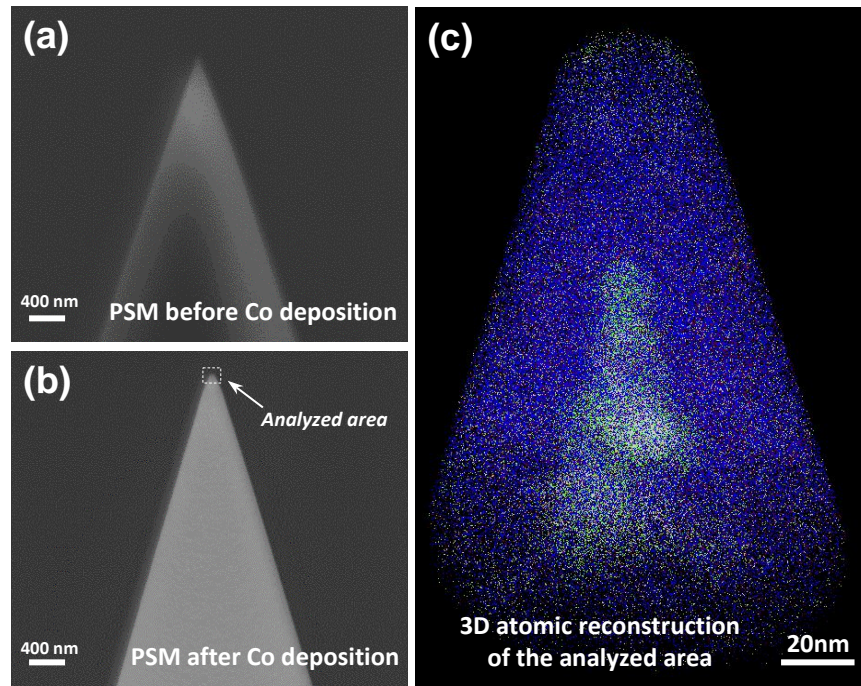 (a)
400 nm
PSM before Co deposition
(b)
Analyzed area
400 nm
PSM after Co deposition
(c)
3D atomic reconstruction
of the analyzed area
20nm